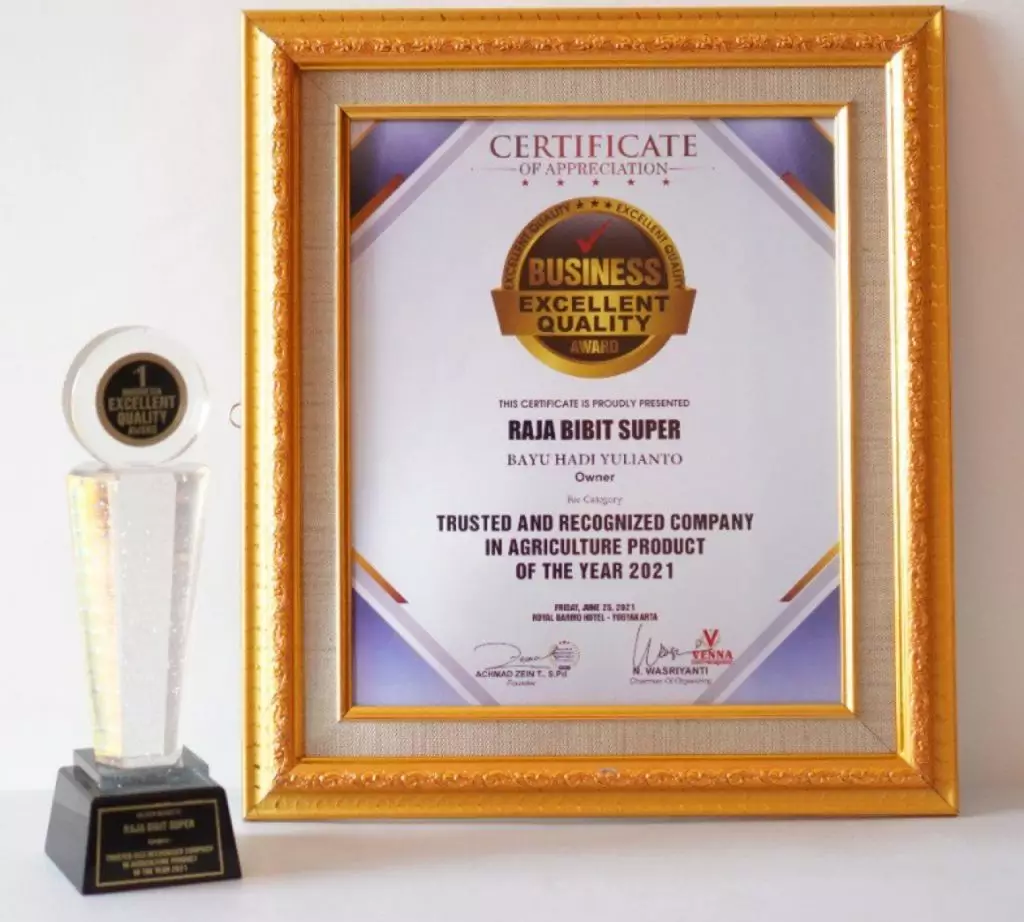 CERTIFICATE
OF APPRECIATION
EXCELLENT QUALITY ★ ★ ★ EXCELLENT QUALITY
BUSINESS
EXCELLENT
QUALITY
AWARD
THIS CERTIFICATE IS PROUDLY PRESENTED
RAJA BIBIT SUPER
BAYU HADI YULIANTO
Owner
For Category
TRUSTED AND RECOGNIZED COMPANY
IN AGRICULTURE PRODUCT
OF THE YEAR 2021
FRIDAY, JUNE 25, 2021
ROYAL DARMO HOTEL - YOGYAKARTA
VENNA
ACHMAD ZEIN T., S.Pd
Founder
N. WASRIYANTI
Chairman Of Organizing
1
EXCELLENT
QUALITY
AWARD
RAJA BIBIT SUPER
TRUSTED AND RECOGNIZED COMPANY
IN AGRICULTURE PRODUCT
OF THE YEAR 2021